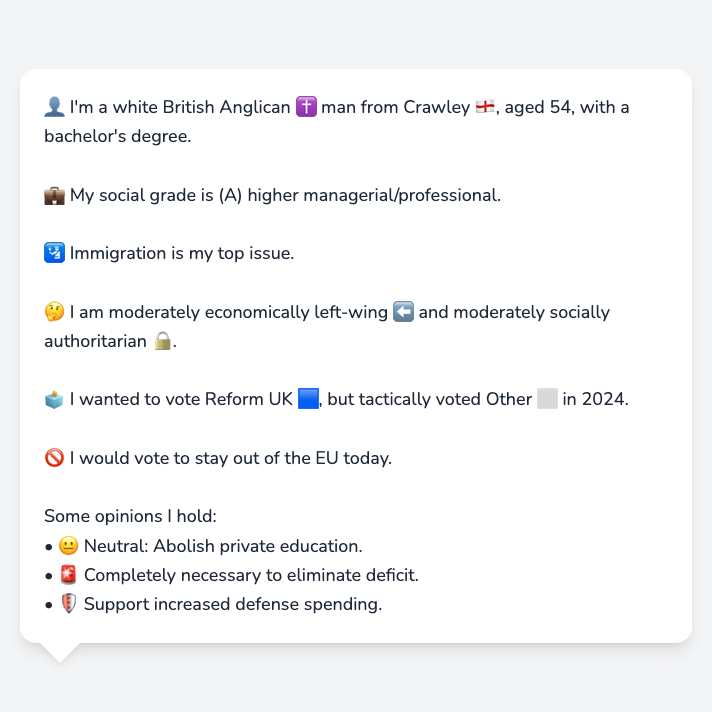 👤 I'm a white British Anglican ✝️ man from Crawley 🏴󠁧󠁢󠁥󠁮󠁧󠁿, aged 54, with a
bachelor's degree.
💼 My social grade is (A) higher managerial/professional.
🛂 Immigration is my top issue.
🤔 I am moderately economically left-wing ⬅️ and moderately socially
authoritarian 🔒.
🗳️ I wanted to vote Reform UK 🟦, but tactically voted Other ⬜ in 2024.
🚫 I would vote to stay out of the EU today.
Some opinions I hold:
• 😐 Neutral: Abolish private education.
• 🚨 Completely necessary to eliminate deficit.
• 🛡️ Support increased defense spending.